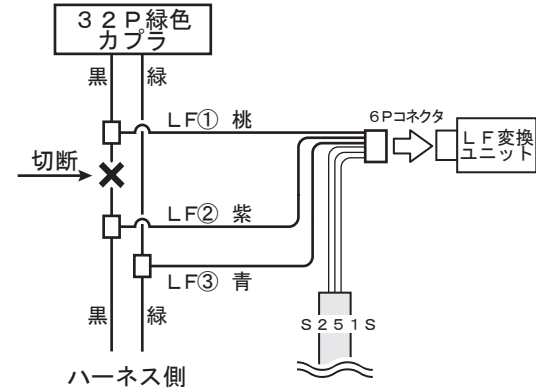 ３２Ｐ緑色
カプラ
黒
緑
ＬＦ① 桃
6Pコネクタ
ＬＦ変換
ユニット
切断
ＬＦ② 紫
ＬＦ③ 青
黒
緑
Ｓ２５１Ｓ
ハーネス側